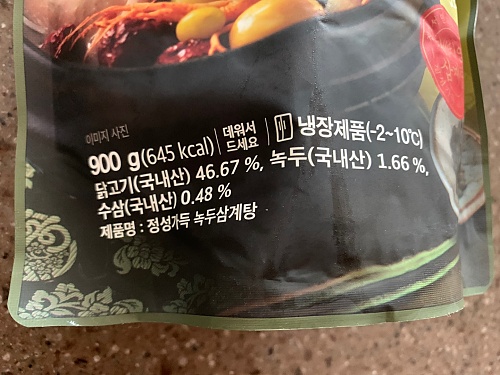 이미지 사진
900 g(645 kcal) 데워서 드세요 냉장제품(-2~10℃)
닭고기(국내산) 46.67 %, 녹두(국내산) 1.66 %,
수삼(국내산) 0.48 %
제품명 : 정성가득 녹두삼계탕